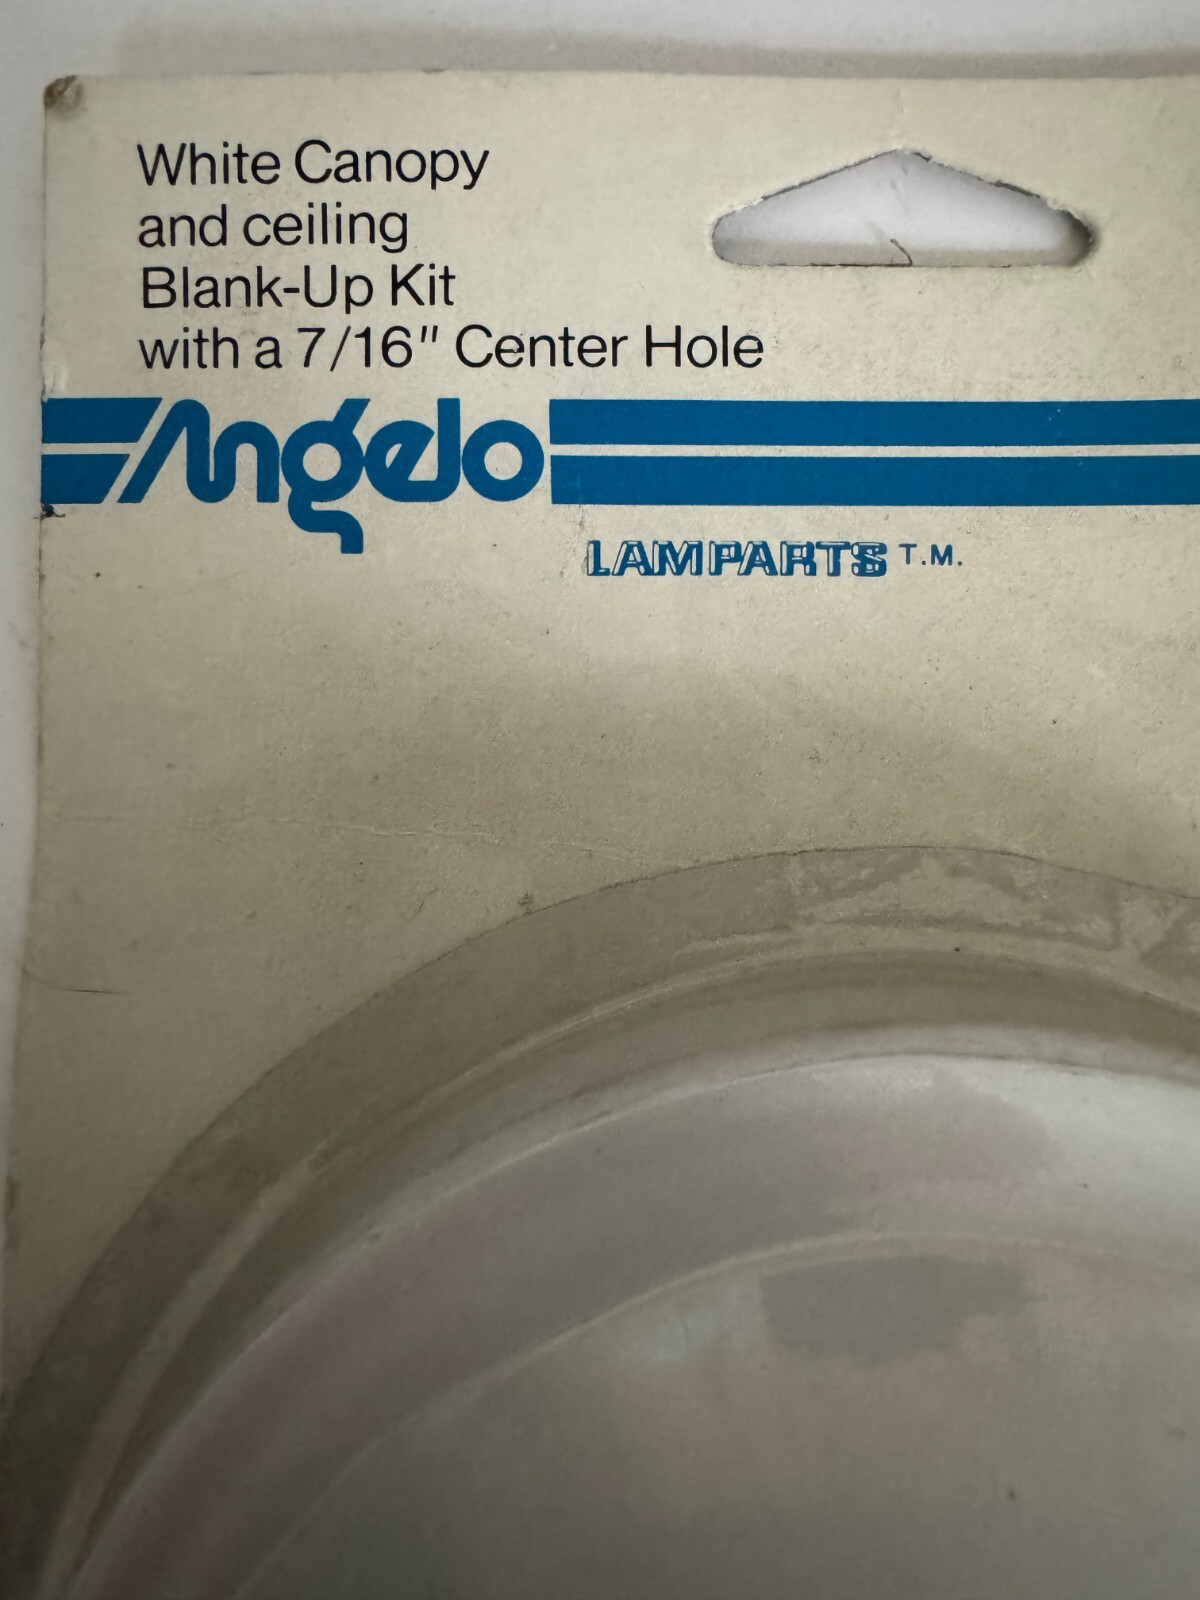 White Canopy
and ceiling
Blank-Up Kit
with a 7/16" Center Hole
Angelo
LAMPARTS T.M.